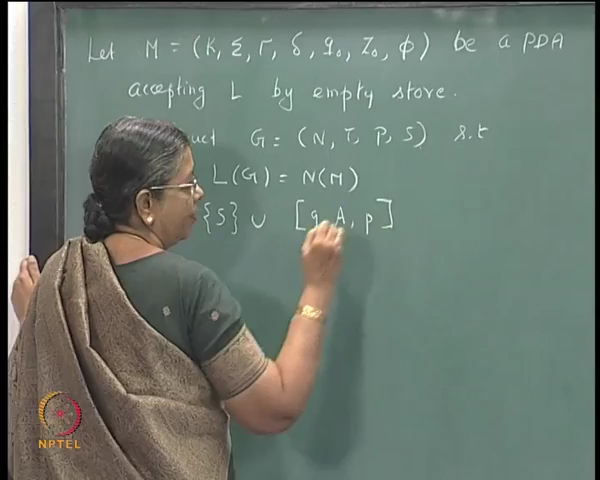 Let M = (K, Σ, Γ, δ, q₀, Z₀, φ) be a PDA
accepting L by empty store.
uct G = (N, T, P, S) s.t
L(G) = N(M)
{S} ∪ [q, A, p]
NPTEL